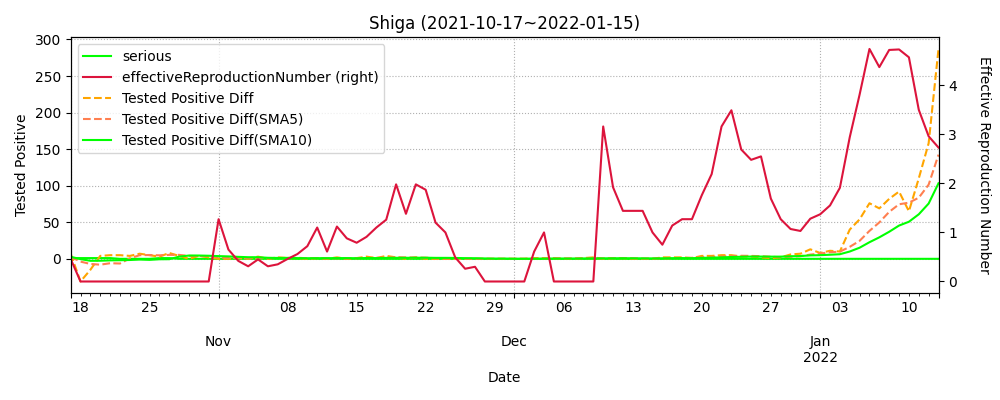 Shiga (2021-10-17~2022-01-15)
serious
effectiveReproductionNumber (right)
Tested Positive Diff
Tested Positive Diff(SMA5)
Tested Positive Diff(SMA10)
Tested Positive
300
250
200
150
100
50
0
4
3
2
1
0
Effective Reproduction Number
18 25 08 15 22 29 06 13 20 27 03 10
Nov Dec Jan
2022
Date